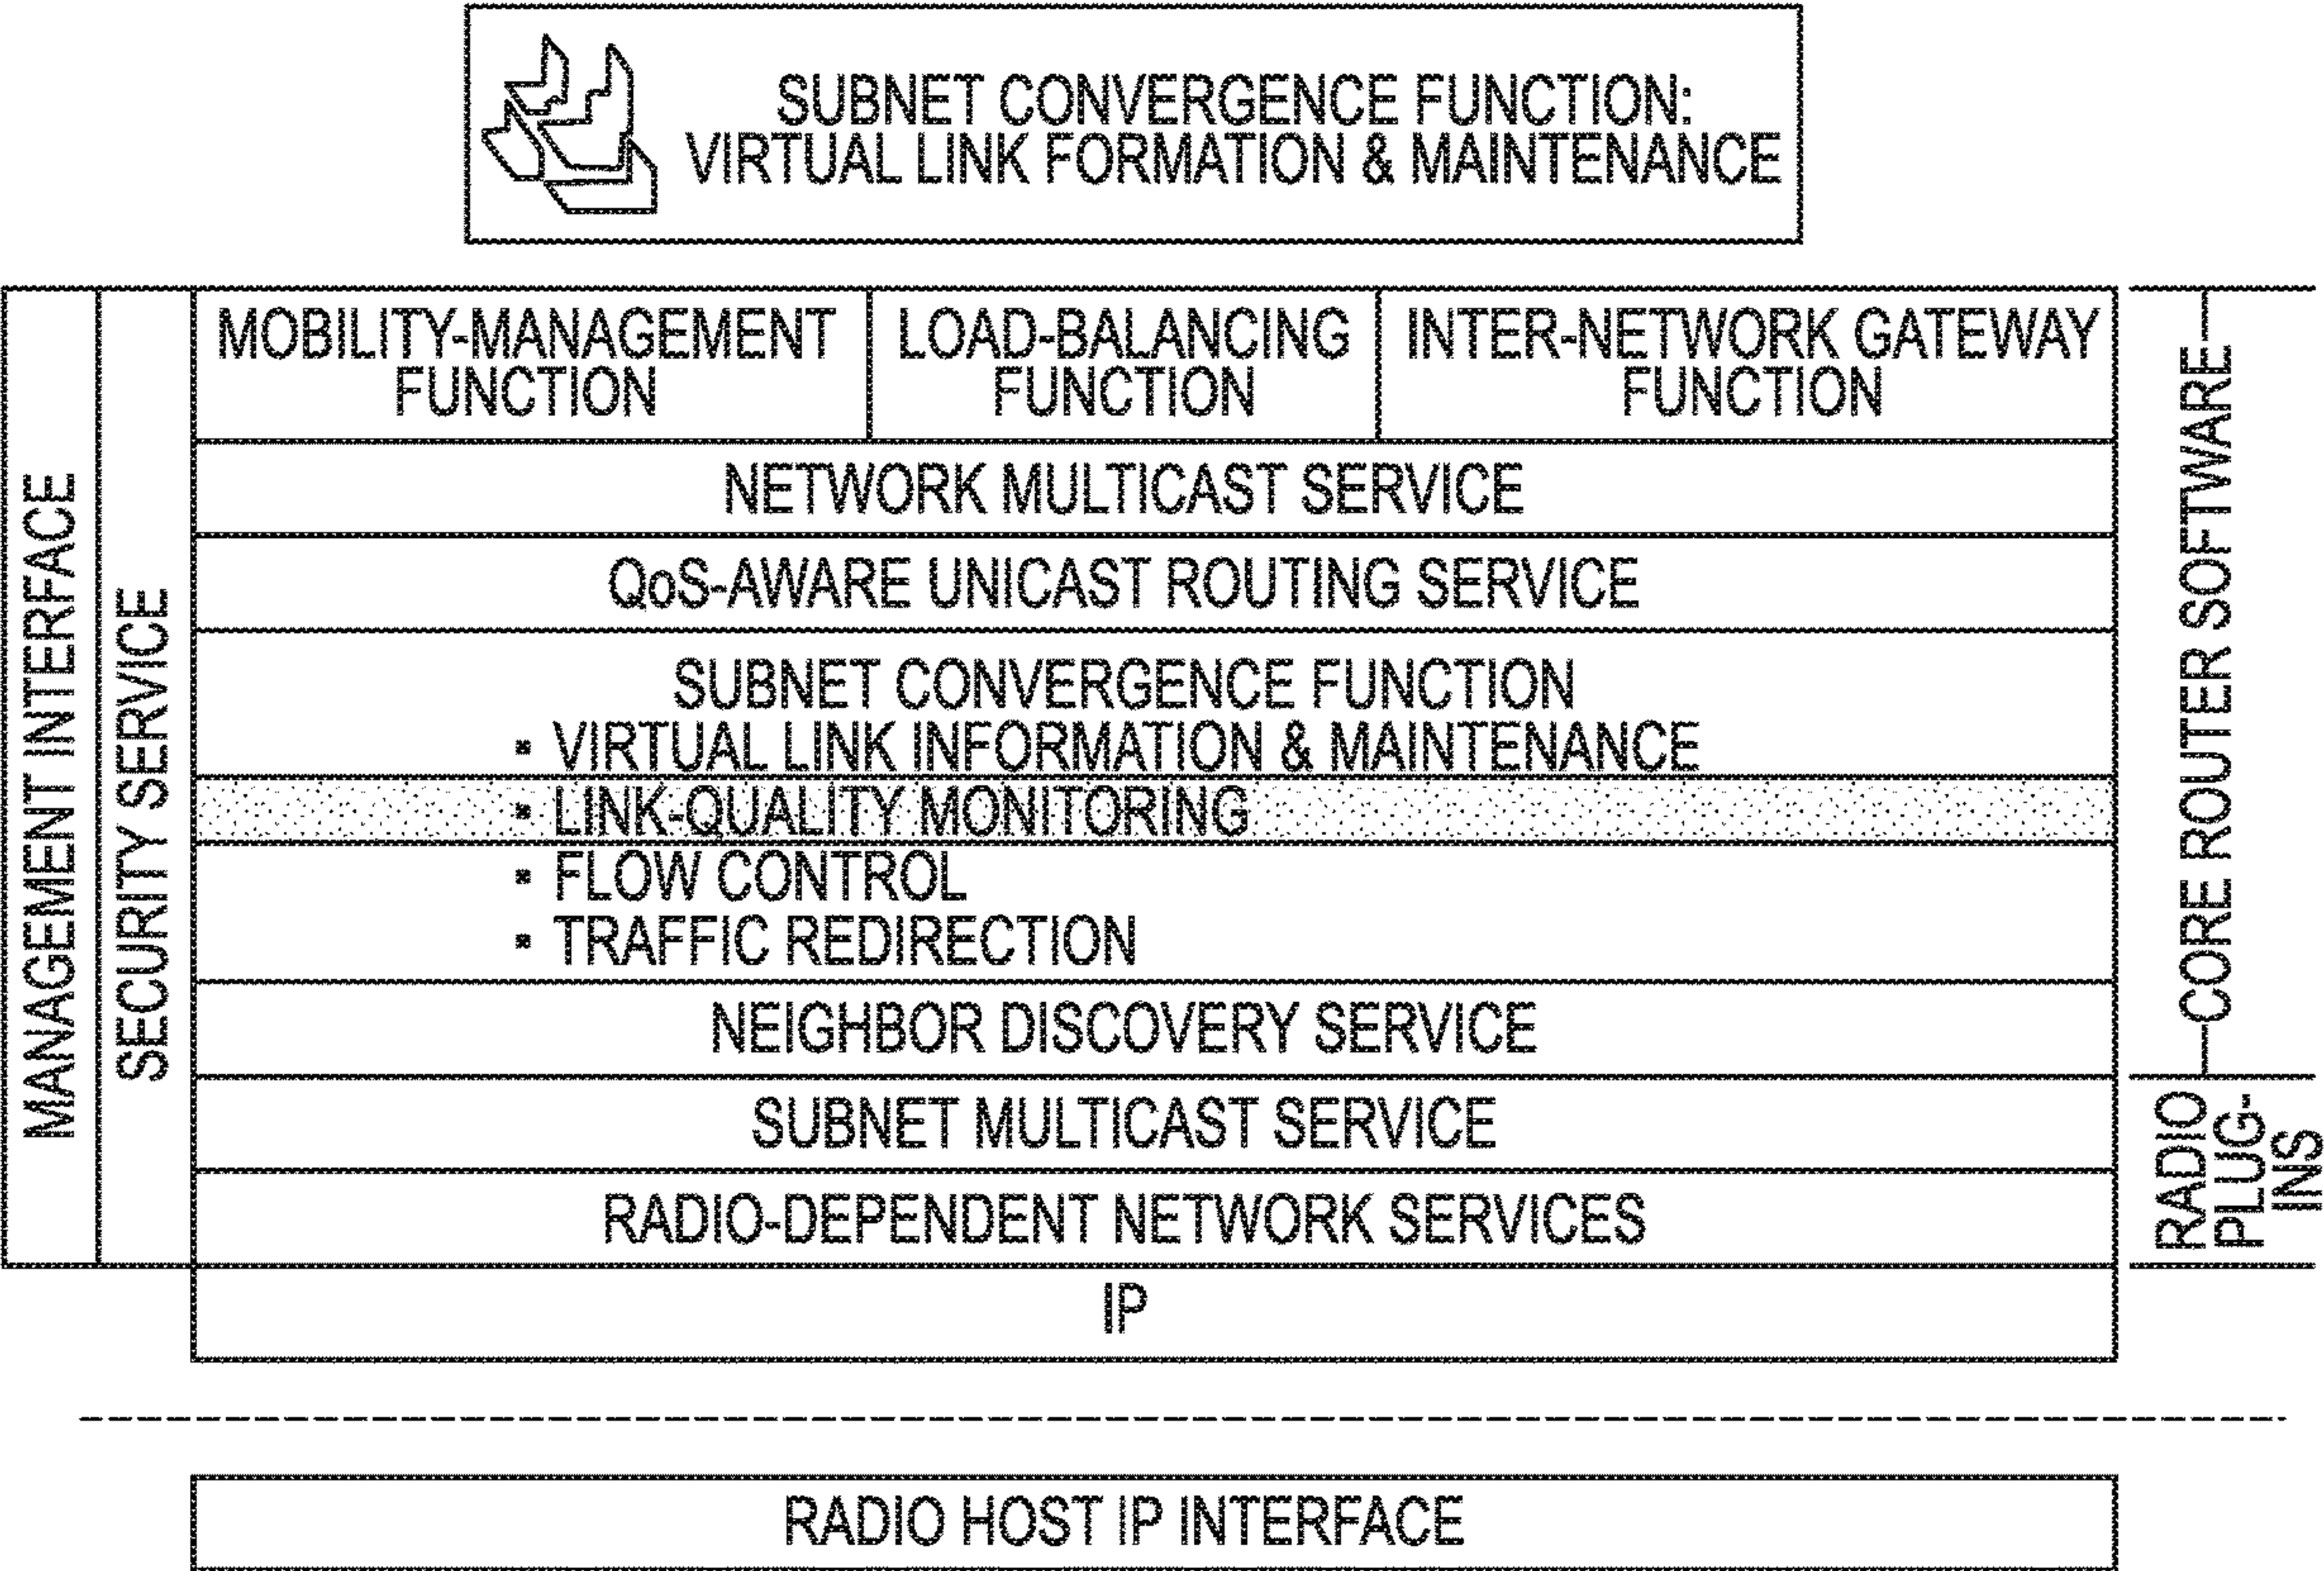 SUBNET CONVERGENCE FUNCTION:
VIRTUAL LINK FORMATION & MAINTENANCE
MANAGEMENT INTERFACE
SECURITY SERVICE
MOBILITY-MANAGEMENT
FUNCTION
LOAD-BALANCING
FUNCTION
INTER-NETWORK GATEWAY
FUNCTION
NETWORK MULTICAST SERVICE
QoS-AWARE UNICAST ROUTING SERVICE
SUBNET CONVERGENCE FUNCTION
▪ VIRTUAL LINK INFORMATION & MAINTENANCE
▪ LINK-QUALITY MONITORING
▪ FLOW CONTROL
▪ TRAFFIC REDIRECTION
NEIGHBOR DISCOVERY SERVICE
SUBNET MULTICAST SERVICE
RADIO-DEPENDENT NETWORK SERVICES
IP
CORE ROUTER SOFTWARE
RADIO
PLUG-
INS
RADIO HOST IP INTERFACE